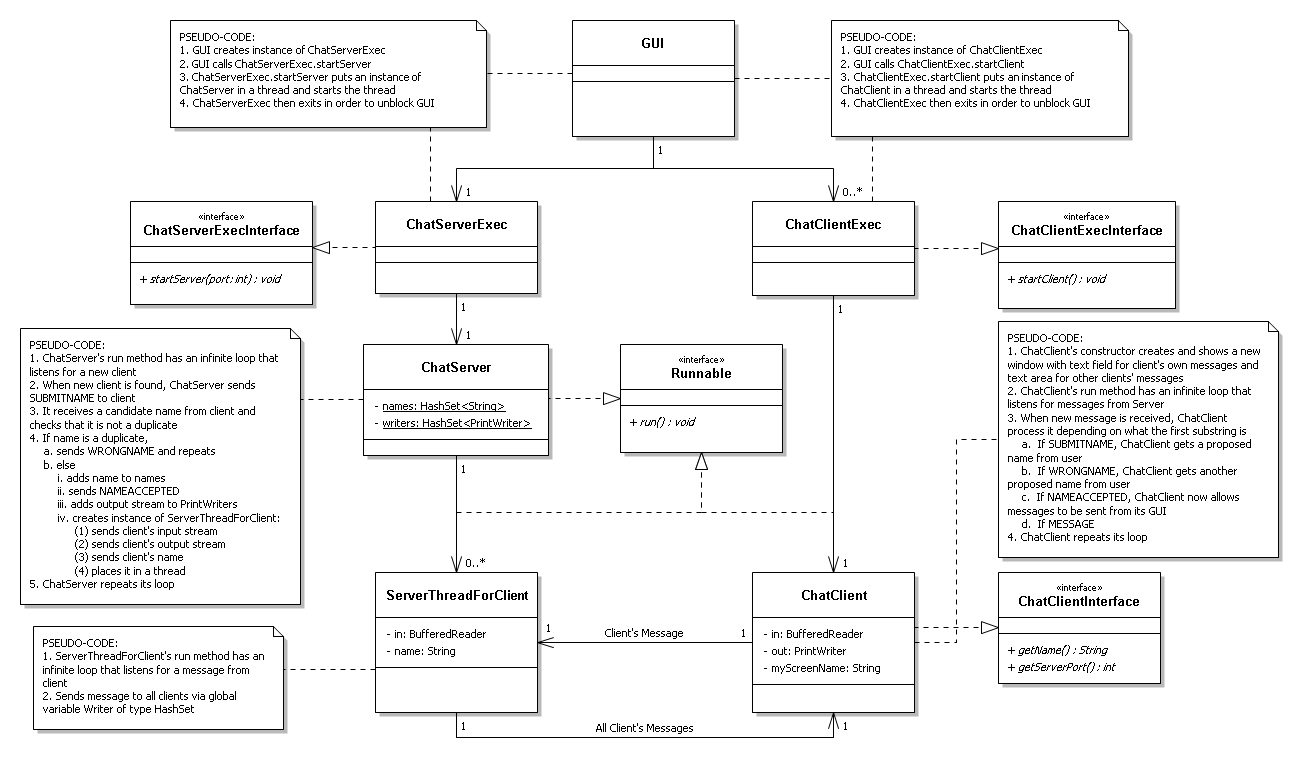 PSEUDO-CODE:
1. GUI creates instance of ChatServerExec
2. GUI calls ChatServerExec.startServer
3. ChatServerExec.startServer puts an instance of
ChatServer in a thread and starts the thread
4. ChatServerExec then exits in order to unblock GUI
GUI
PSEUDO-CODE:
1. GUI creates instance of ChatClientExec
2. GUI calls ChatClientExec.startClient
3. ChatClientExec.startClient puts an instance of
ChatClient in a thread and starts the thread
4. ChatClientExec then exits in order to unblock GUI
1
1
0..*
«interface»
ChatServerExecInterface
+ startServer(port: int) : void
ChatServerExec
ChatClientExec
«interface»
ChatClientExecInterface
+ startClient() : void
1
1
1
PSEUDO-CODE:
1. ChatServer's run method has an infinite loop that
listens for a new client
2. When new client is found, ChatServer sends
SUBMITNAME to client
3. It receives a candidate name from client and
checks that it is not a duplicate
4. If name is a duplicate,
a. sends WRONGNAME and repeats
b. else
i. adds name to names
ii. sends NAMEACCEPTED
iii. adds output stream to PrintWriters
iv. creates instance of ServerThreadForClient:
(1) sends client's input stream
(2) sends client's output stream
(3) sends client's name
(4) places it in a thread
5. ChatServer repeats its loop
ChatServer
- names: HashSet<String>
- writers: HashSet<PrintWriter>
«interface»
Runnable
+ run() : void
PSEUDO-CODE:
1. ChatClient's constructor creates and shows a new
window with text field for client's own messages and
text area for other clients' messages
2. ChatClient's run method has an infinite loop that
listens for messages from Server
3. When new message is received, ChatClient
process it depending on what the first substring is
a. If SUBMITNAME, ChatClient gets a proposed
name from user
b. If WRONGNAME, ChatClient gets another
proposed name from user
c. If NAMEACCEPTED, ChatClient now allows
messages to be sent from its GUI
d. If MESSAGE
4. ChatClient repeats its loop
1
0..*
1
PSEUDO-CODE:
1. ServerThreadForClient's run method has an
infinite loop that listens for a message from
client
2. Sends message to all clients via global
variable Writer of type HashSet
ServerThreadForClient
- in: BufferedReader
- name: String
1
Client's Message
1
ChatClient
- in: BufferedReader
- out: PrintWriter
- myScreenName: String
«interface»
ChatClientInterface
+ getName() : String
+ getServerPort() : int
1
All Client's Messages
1